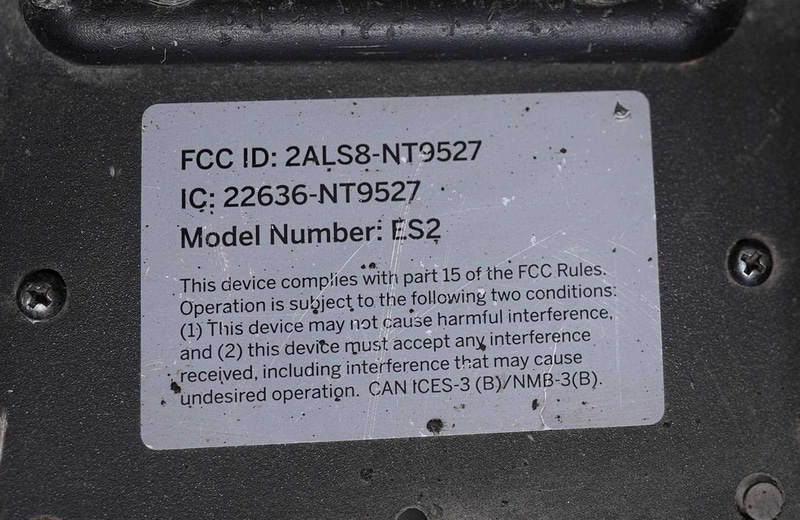 FCC ID: 2ALS8-NT9527
IC: 22636-NT9527
Model Number: ES2
This device complies with part 15 of the FCC Rules.
Operation is subject to the following two conditions:
(1) This device may not cause harmful interference,
and (2) this device must accept any interference
received, including interference that may cause
undesired operation. CAN ICES-3 (B)/NMB-3(B).